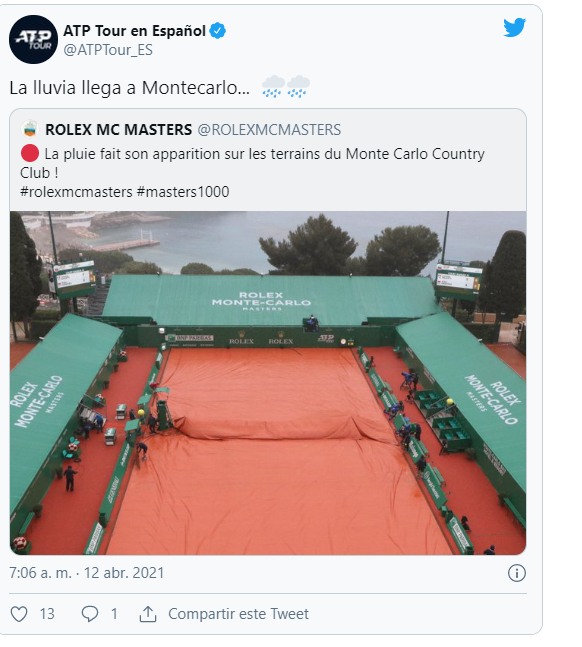 ATP Tour en Español
@ATPTour_ES
La lluvia llega a Montecarlo... 🌧🌧
ROLEX MC MASTERS @ROLEXMCMASTERS
🔴 La pluie fait son apparition sur les terrains du Monte Carlo Country
Club !
#rolexmcmasters #masters1000
ROLEX
MONTE-CARLO
MASTERS
BNP PARIBAS
ROLEX
ROLEX
ATP
ROLEX
MONTE-CARLO
MASTERS
ROLEX
MONTE-CARLO
MASTERS
7:06 a. m. · 12 abr. 2021
13
1
Compartir este Tweet